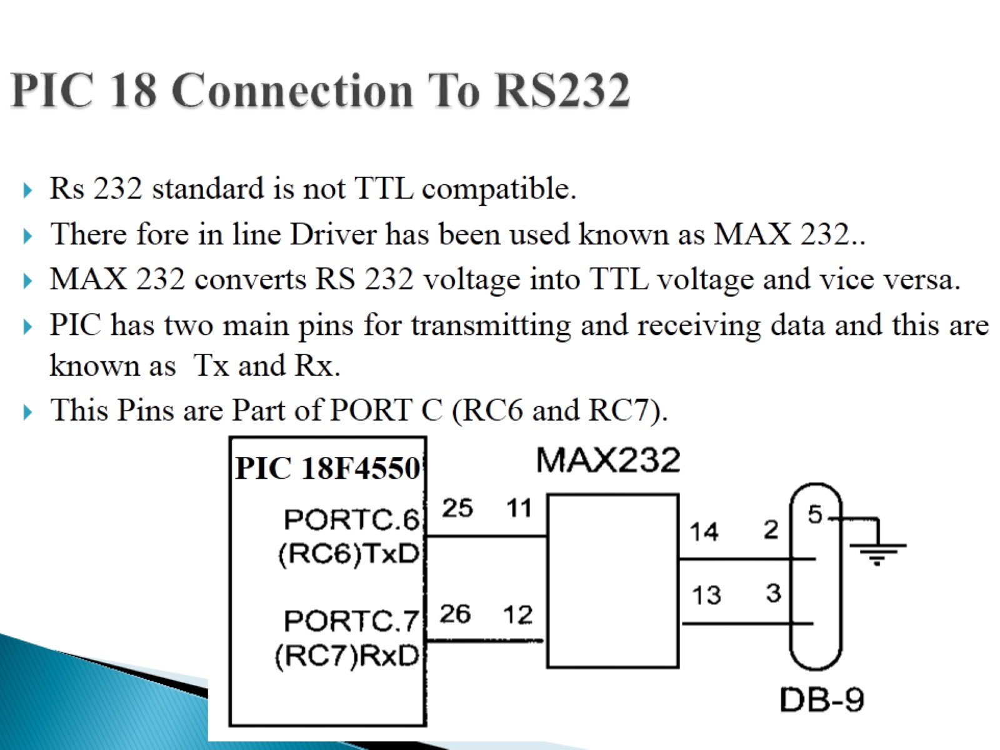 PIC 18 Connection To RS232
Rs 232 standard is not TTL compatible.
There fore in line Driver has been used known as MAX 232..
MAX 232 converts RS 232 voltage into TTL voltage and vice versa.
PIC has two main pins for transmitting and receiving data and this are
known as Tx and Rx.
This Pins are Part of PORT C (RC6 and RC7).
PIC 18F4550
MAX232
PORTC.6
(RC6)TxD
25 11
14 2
5
PORTC.7
(RC7)RxD
26 12
13 3
DB-9